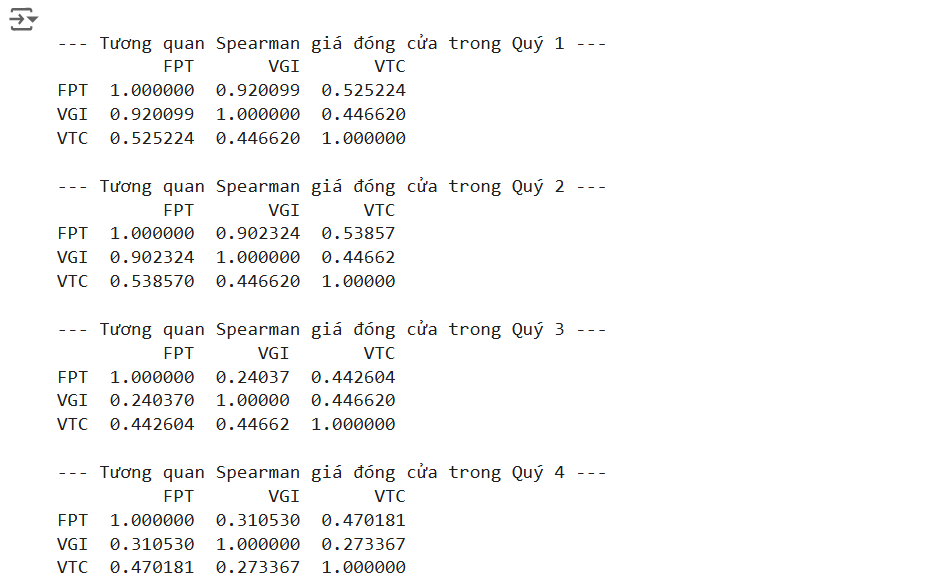 --- Tương quan Spearman giá đóng cửa trong Quý 1 ---
          FPT       VGI       VTC
FPT  1.000000  0.920099  0.525224
VGI  0.920099  1.000000  0.446620
VTC  0.525224  0.446620  1.000000
--- Tương quan Spearman giá đóng cửa trong Quý 2 ---
          FPT       VGI      VTC
FPT  1.000000  0.902324  0.53857
VGI  0.902324  1.000000  0.44662
VTC  0.538570  0.446620  1.00000
--- Tương quan Spearman giá đóng cửa trong Quý 3 ---
          FPT      VGI       VTC
FPT  1.000000  0.24037  0.442604
VGI  0.240370  1.00000  0.446620
VTC  0.442604  0.44662  1.000000
--- Tương quan Spearman giá đóng cửa trong Quý 4 ---
          FPT       VGI       VTC
FPT  1.000000  0.310530  0.470181
VGI  0.310530  1.000000  0.273367
VTC  0.470181  0.273367  1.000000